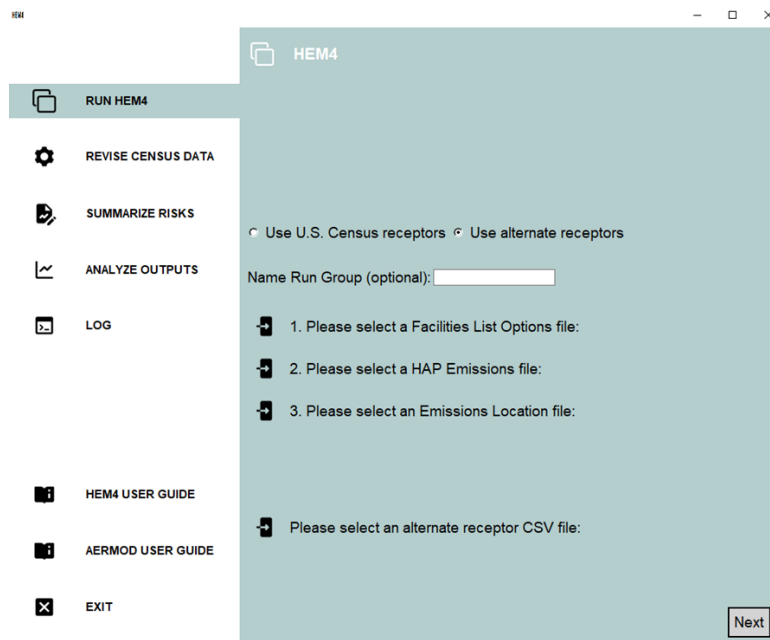 HEM4
HEM4
RUN HEM4
REVISE CENSUS DATA
SUMMARIZE RISKS
ANALYZE OUTPUTS
LOG
HEM4 USER GUIDE
AERMOD USER GUIDE
EXIT
Use U.S. Census receptors Use alternate receptors
Name Run Group (optional):
1. Please select a Facilities List Options file:
2. Please select a HAP Emissions file:
3. Please select an Emissions Location file:
Please select an alternate receptor CSV file:
Next